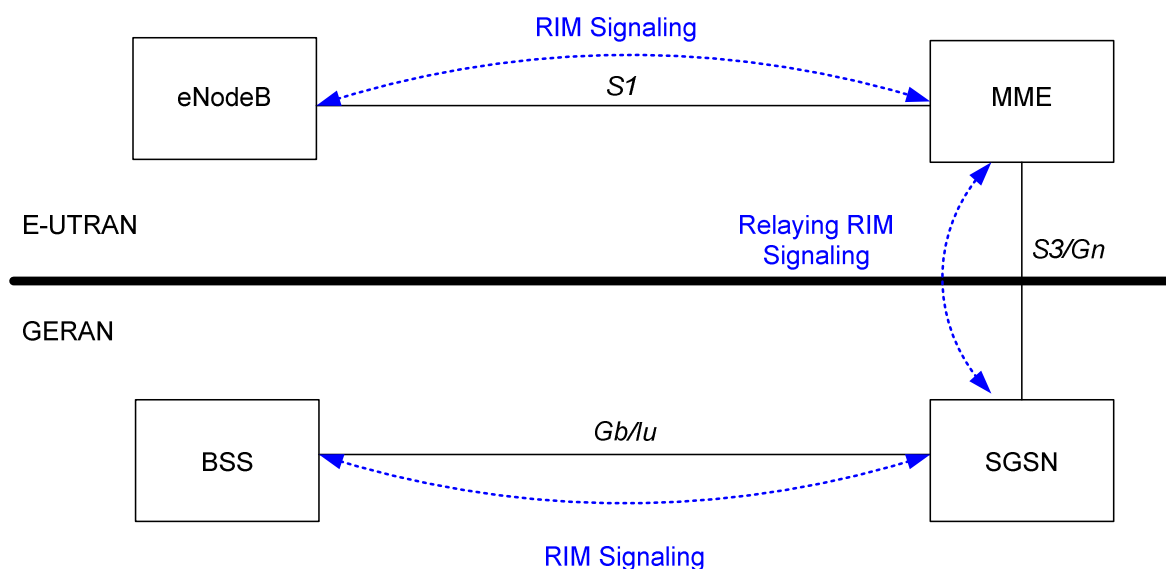 RIM Signaling
eNodeB
S1
MME
E-UTRAN
Relaying RIM
Signaling
S3/Gn
GERAN
BSS
Gb/Iu
SGSN
RIM Signaling